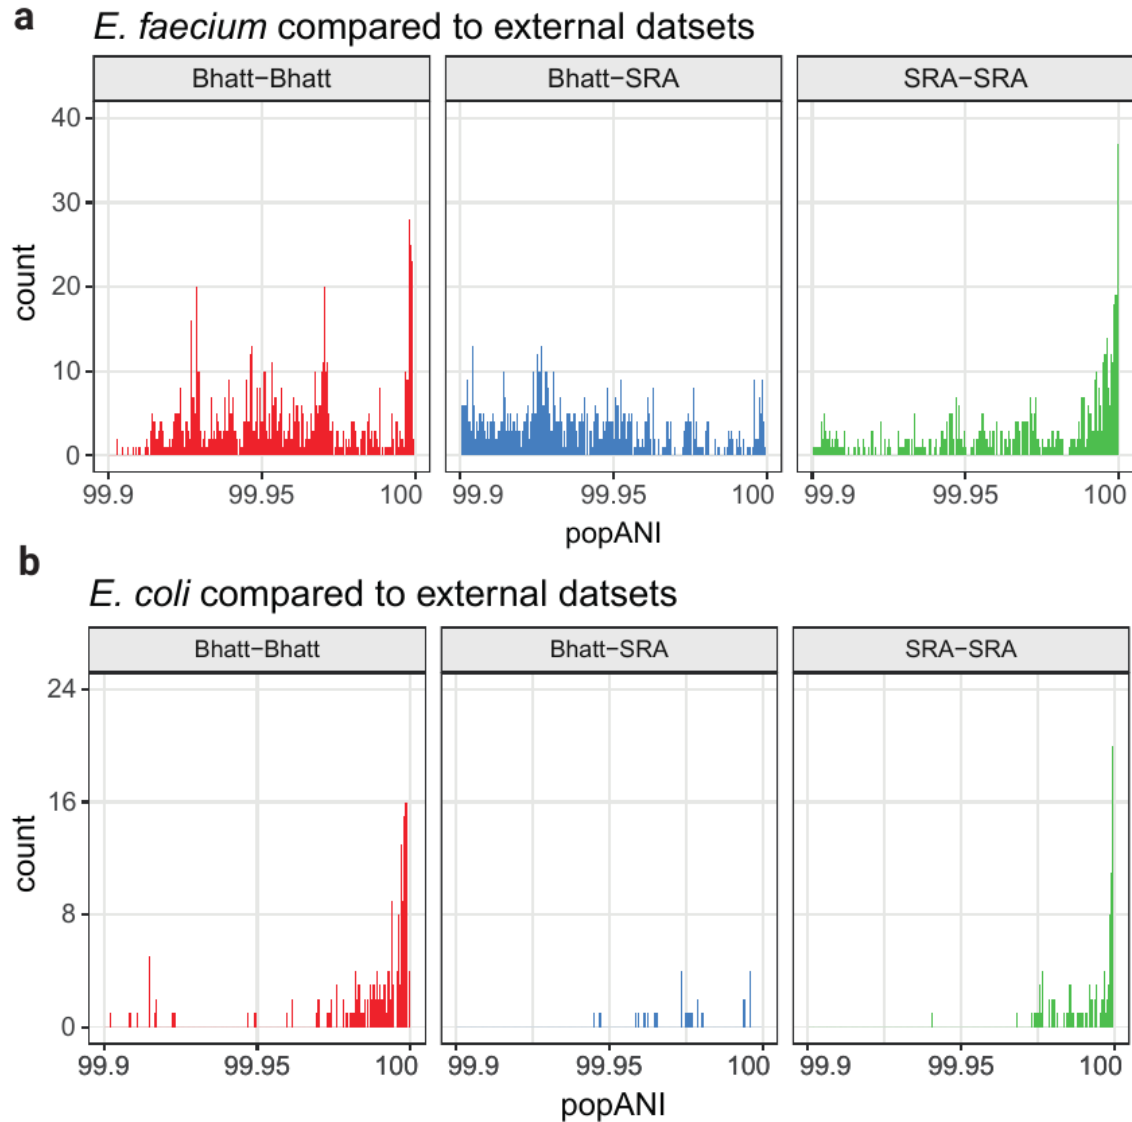 a
E. faecium compared to external datsets
Bhatt−Bhatt
Bhatt−SRA
SRA−SRA
count
40
30
20
10
0
99.9
99.95
100
99.9
99.95
100
99.9
99.95
100
popANI
b
E. coli compared to external datsets
Bhatt−Bhatt
Bhatt−SRA
SRA−SRA
count
24
16
8
0
99.9
99.95
100
99.9
99.95
100
99.9
99.95
100
popANI